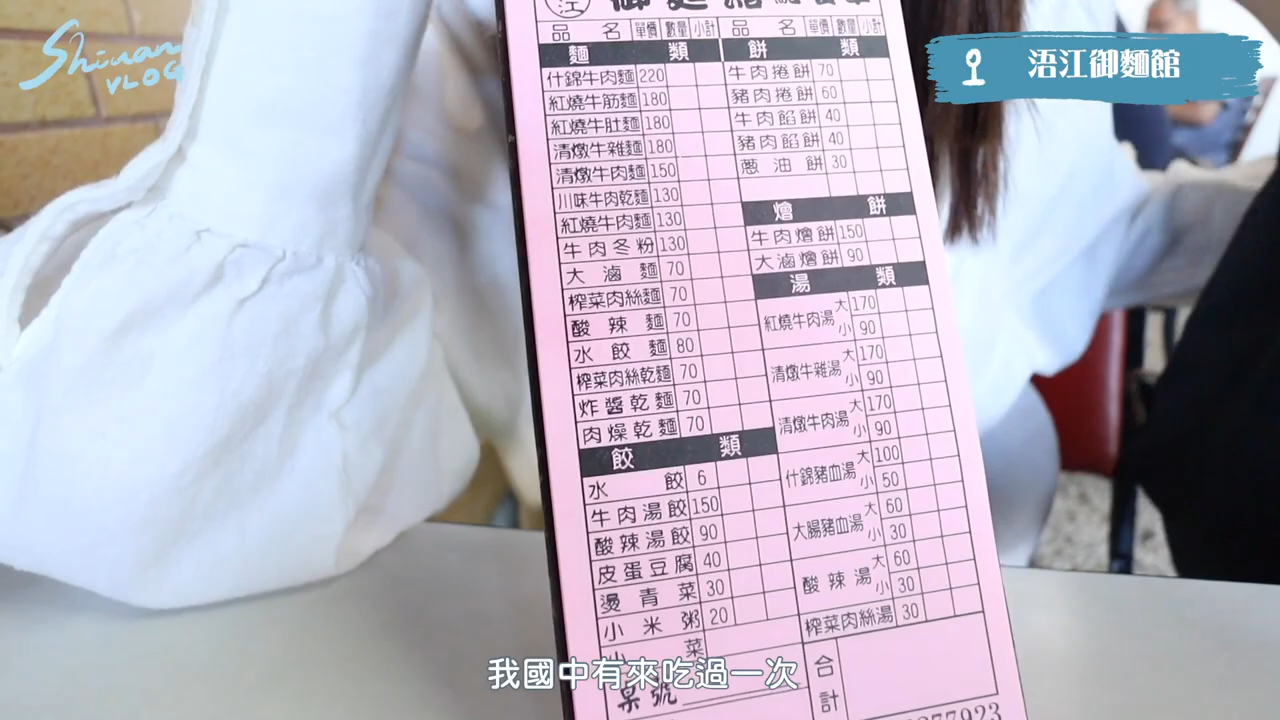 Shinan
VLOG
浯江御麵館
江 御麵館
品名 單價 數量 小計 品名 單價 數量 小計
麵類
什錦牛肉麵 220
紅燒牛筋麵 180
紅燒牛肚麵 180
清燉牛雜麵 180
清燉牛肉麵 150
川味牛肉乾麵 130
紅燒牛肉麵 130
牛肉冬粉 130
大滷麵 70
榨菜肉絲麵 70
酸辣麵 70
水餃麵 80
榨菜肉絲乾麵 70
炸醬乾麵 70
肉燥乾麵 70
餃類
水餃 6
牛肉湯餃 150
酸辣湯餃 90
皮蛋豆腐 40
燙青菜 30
小米粥 20
小菜
桌號
餅類
牛肉捲餅 70
豬肉捲餅 60
牛肉餡餅 40
豬肉餡餅 40
蔥油餅 30
燴餅
牛肉燴餅 150
大滷燴餅 90
湯類
紅燒牛肉湯 大 170 小 90
清燉牛雜湯 大 170 小 90
清燉牛肉湯 大 170 小 90
什錦豬血湯 大 100 小 50
大腸豬血湯 大 60 小 30
酸辣湯 大 60 小 30
榨菜肉絲湯 30
合計
77923
我國中有來吃過一次